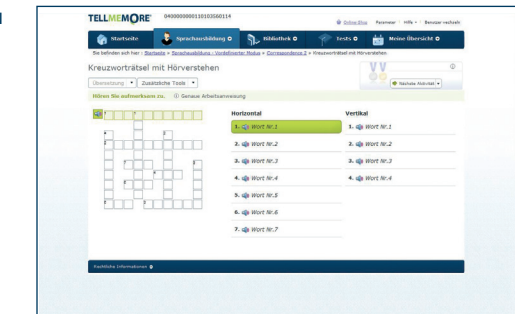 TELLMEMORE® 0400000000110103560114
Online Shop Parameter Hilfe Benutzer wechseln
Startseite Sprachausbildung Bibliothek Tests Meine Übersicht
Sie befinden sich hier: Startseite > Sprachausbildung - Vordefinierter Modus > Correspondence 2 > Kreuzworträtsel mit Hörverstehen
Kreuzworträtsel mit Hörverstehen
Übersetzung Zusätzliche Tools
Nächste Aktivität
Hören Sie aufmerksam zu. Genaue Arbeitsanweisung
Horizontal Vertikal
1. Wort Nr.1 1. Wort Nr.1
2. Wort Nr.2 2. Wort Nr.2
3. Wort Nr.3 3. Wort Nr.3
4. Wort Nr.4 4. Wort Nr.4
5. Wort Nr.5
6. Wort Nr.6
7. Wort Nr.7
Rechtliche Informationen